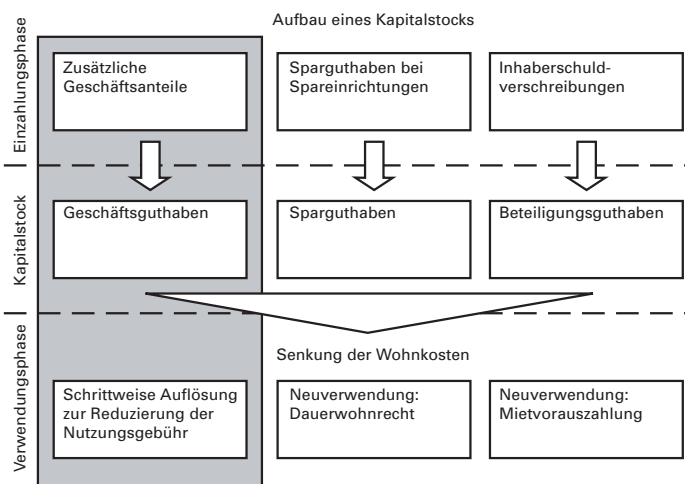 Aufbau eines Kapitalstocks
Einzahlungsphase
Zusätzliche
Geschäftsanteile
Sparguthaben bei
Spareinrichtungen
Inhaberschuld-
verschreibungen
Kapitalstock
Geschäftsguthaben
Sparguthaben
Beteiligungsguthaben
Senkung der Wohnkosten
Verwendungsphase
Schrittweise Auflösung
zur Reduzierung der
Nutzungsgebühr
Neuverwendung:
Dauerwohnrecht
Neuverwendung:
Mietvorauszahlung